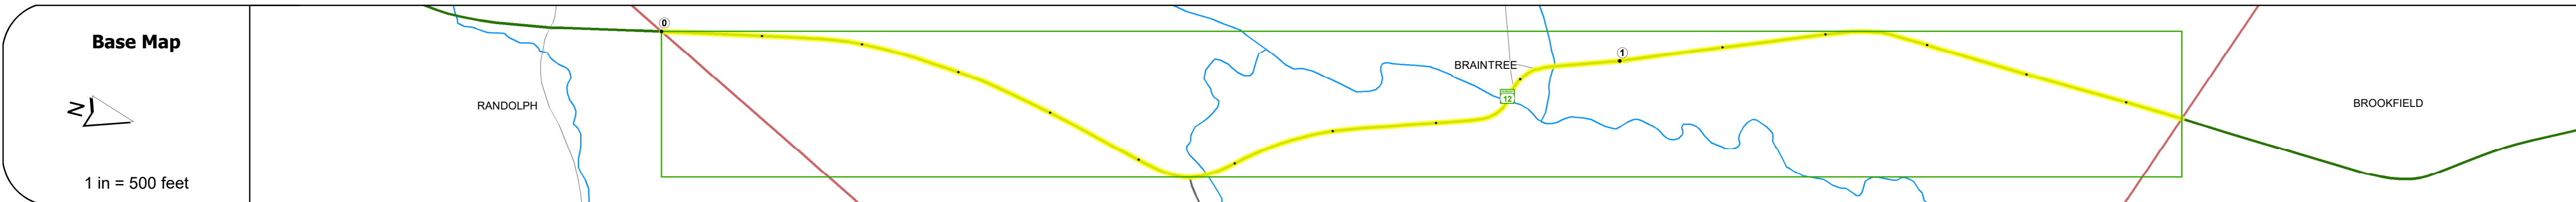 Base Map
N
1 in = 500 feet
RANDOLPH
0
BRAINTREE
12
1
BROOKFIELD